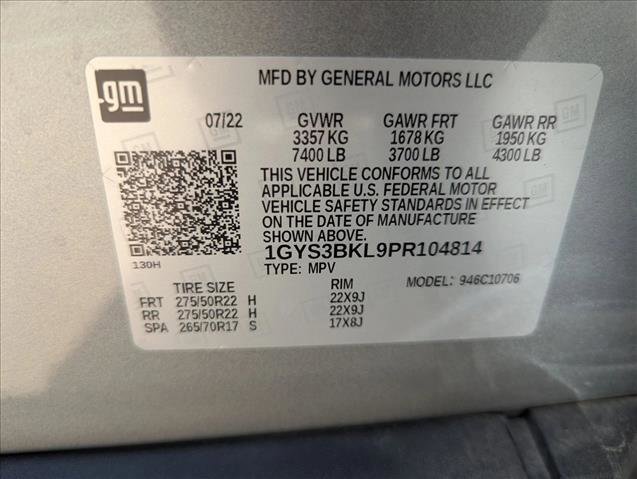 gm
MFD BY GENERAL MOTORS LLC
07/22 GVWR GAWR FRT GAWR RR
3357 KG 1678 KG 1950 KG
7400 LB 3700 LB 4300 LB
THIS VEHICLE CONFORMS TO ALL
APPLICABLE U.S. FEDERAL MOTOR
VEHICLE SAFETY STANDARDS IN EFFECT
ON THE DATE OF MANUFACTURE
SHOWN ABOVE.
1GYS3BKL9PR104814
130H
TYPE: MPV MODEL: 946C10706
TIRE SIZE RIM
FRT 275/50R22 H 22X9J
RR 275/50R22 H 22X9J
SPA 265/70R17 S 17X8J